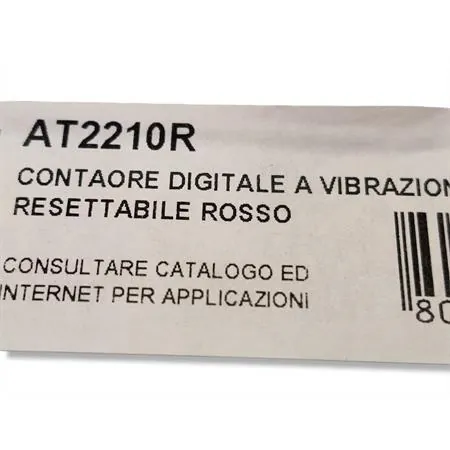 AT2210R
CONTAORE DIGITALE A VIBRAZION
RESETTABILE ROSSO
CONSULTARE CATALOGO ED
INTERNET PER APPLICAZIONI
80